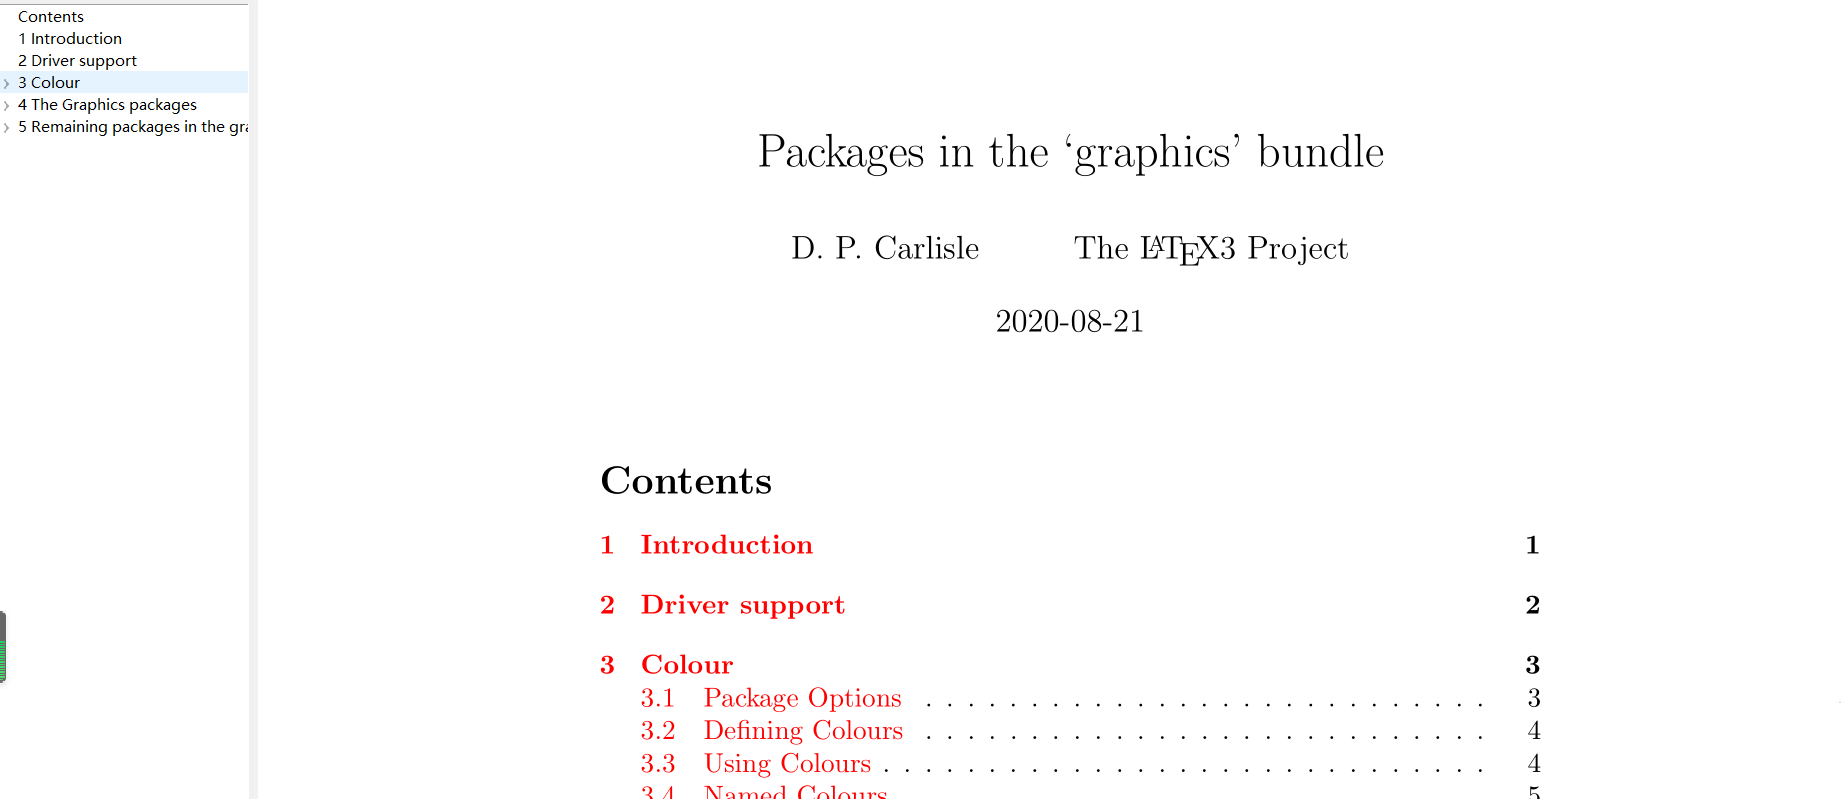 Contents
1 Introduction
2 Driver support
3 Colour
4 The Graphics packages
5 Remaining packages in the gra
Packages in the ‘graphics’ bundle
D. P. Carlisle The LATEX3 Project
2020-08-21
Contents
1 Introduction 1
2 Driver support 2
3 Colour 3
3.1 Package Options . . . . . . . . . . . . . . . . . . . . . . . . . . . 3
3.2 Defining Colours . . . . . . . . . . . . . . . . . . . . . . . . . . . 4
3.3 Using Colours . . . . . . . . . . . . . . . . . . . . . . . . . . . . . 4
3.4 Named Colours 5